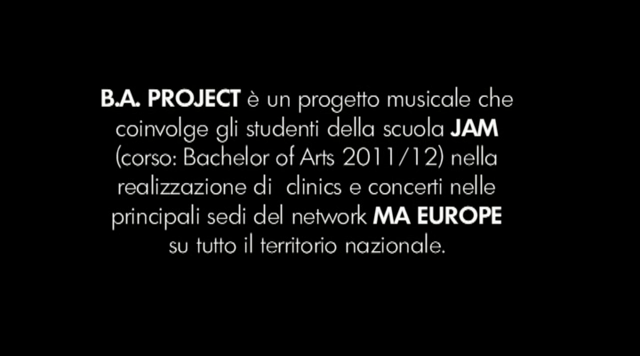 B.A. PROJECT è un progetto musicale che
coinvolge gli studenti della scuola JAM
(corso: Bachelor of Arts 2011/12) nella
realizzazione di  clinics e concerti nelle
principali sedi del network MA EUROPE
su tutto il territorio nazionale.